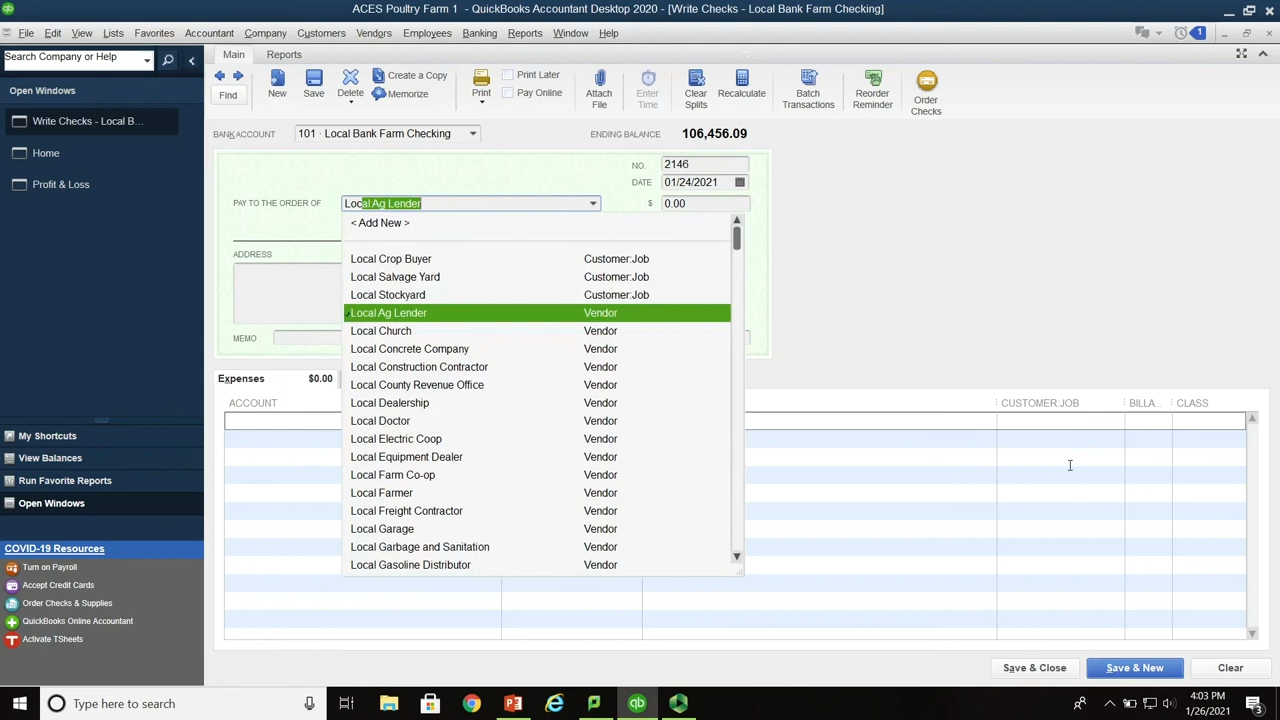 ACES Poultry Farm 1 - QuickBooks Accountant Desktop 2020 - [Write Checks - Local Bank Farm Checking]
File Edit View Lists Favorites Accountant Company Customers Vendors Employees Banking Reports Window Help
1
Search Company or Help
Open Windows
Write Checks - Local B...
Home
Profit & Loss
My Shortcuts
View Balances
Run Favorite Reports
Open Windows
COVID-19 Resources
Turn on Payroll
Accept Credit Cards
Order Checks & Supplies
QuickBooks Online Accountant
Activate TSheets
Main Reports
Find
New
Save
Delete
Create a Copy
Memorize
Print
Print Later
Pay Online
Attach File
Enter Time
Clear Splits
Recalculate
Batch Transactions
Reorder Reminder
Order Checks
BANK ACCOUNT 101 · Local Bank Farm Checking ENDING BALANCE 106,456.09
NO. 2146
DATE 01/24/2021
PAY TO THE ORDER OF Local Ag Lender $ 0.00
< Add New >
ADDRESS
MEMO
Local Crop Buyer Customer:Job
Local Salvage Yard Customer:Job
Local Stockyard Customer:Job
Local Ag Lender Vendor
Local Church Vendor
Local Concrete Company Vendor
Local Construction Contractor Vendor
Local County Revenue Office Vendor
Local Dealership Vendor
Local Doctor Vendor
Local Electric Coop Vendor
Local Equipment Dealer Vendor
Local Farm Co-op Vendor
Local Farmer Vendor
Local Freight Contractor Vendor
Local Garage Vendor
Local Garbage and Sanitation Vendor
Local Gasoline Distributor Vendor
Expenses $0.00
ACCOUNT CUSTOMER:JOB BILLA... CLASS
Save & Close Save & New Clear
Type here to search
4:03 PM
1/26/2021
3